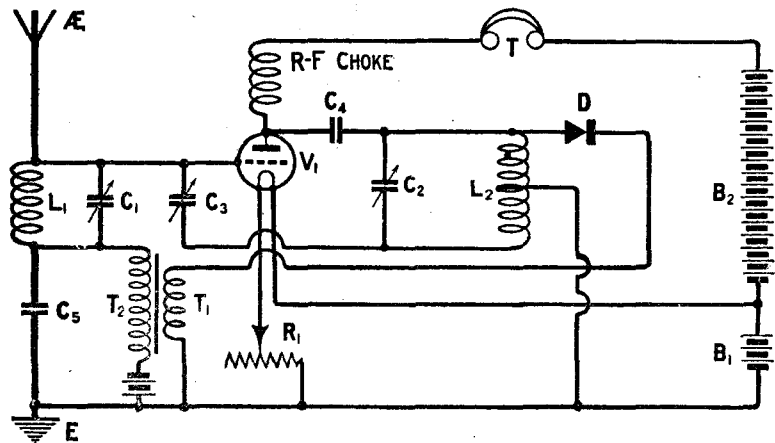 Æ
T
R-F CHOKE
C₄
D
V₁
L₁
C₁
C₃
C₂
L₂
B₂
C₅
T₂
T₁
R₁
B₁
E